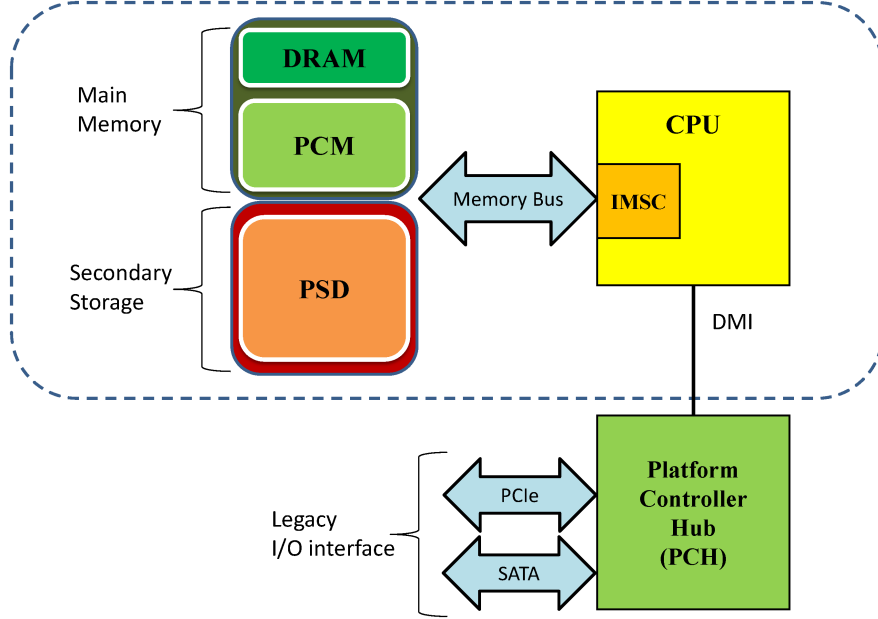 DRAM
Main
Memory
PCM
CPU
Memory Bus
IMSC
Secondary
Storage
PSD
DMI
Legacy
I/O interface
PCIe
SATA
Platform
Controller
Hub
(PCH)